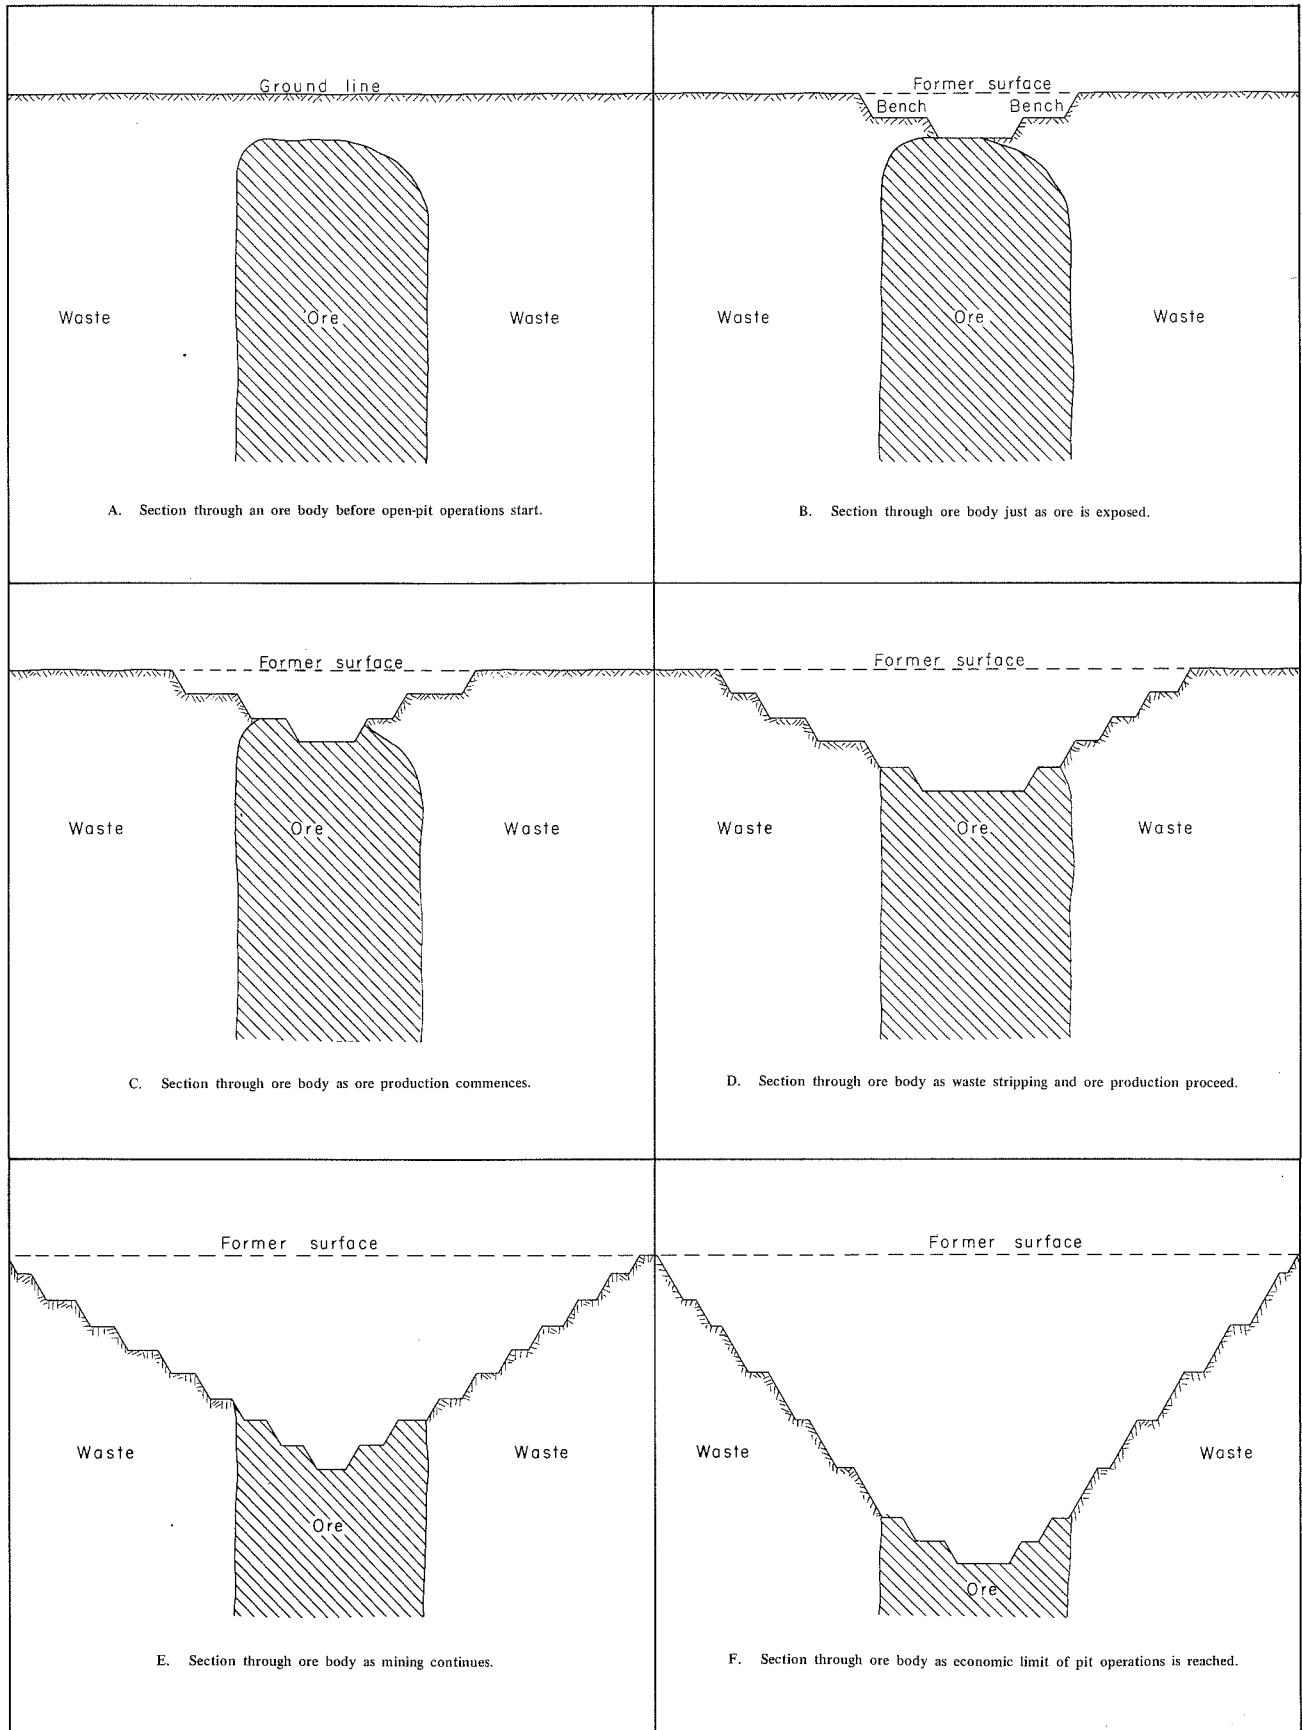 Ground line
Waste
Ore
Waste
A. Section through an ore body before open-pit operations start.
Former surface
Bench
Bench
Waste
Ore
Waste
B. Section through ore body just as ore is exposed.
Former surface
Waste
Ore
Waste
C. Section through ore body as ore production commences.
Former surface
Waste
Ore
Waste
D. Section through ore body as waste stripping and ore production proceed.
Former surface
Waste
Waste
Ore
E. Section through ore body as mining continues.
Former surface
Waste
Waste
Ore
F. Section through ore body as economic limit of pit operations is reached.